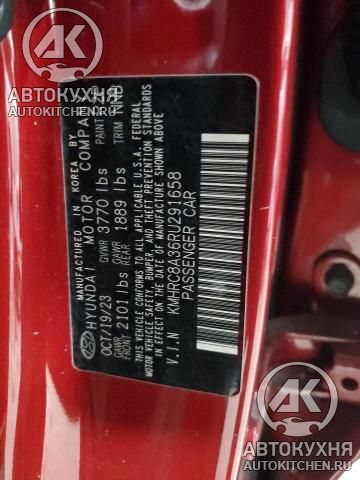 АВТОКУХНЯ
AUTOKITCHEN.RU
MANUFACTURED IN KOREA BY
HYUNDAI MOTOR COMPANY
OCT/19/23 GVWR 3770 lbs PAINT
GAWR FRONT 2101 lbs GAWR REAR 1889 lbs TRIM NNB
THIS VEHICLE CONFORMS TO ALL APPLICABLE U.S.A. FEDERAL
MOTOR VEHICLE SAFETY, BUMPER, AND THEFT PREVENTION STANDARDS
IN EFFECT ON THE DATE OF MANUFACTURE SHOWN ABOVE.
V.I.N KMHRC8A36RU291658
PASSENGER CAR
АВТОКУХНЯ
AUTOKITCHEN.RU